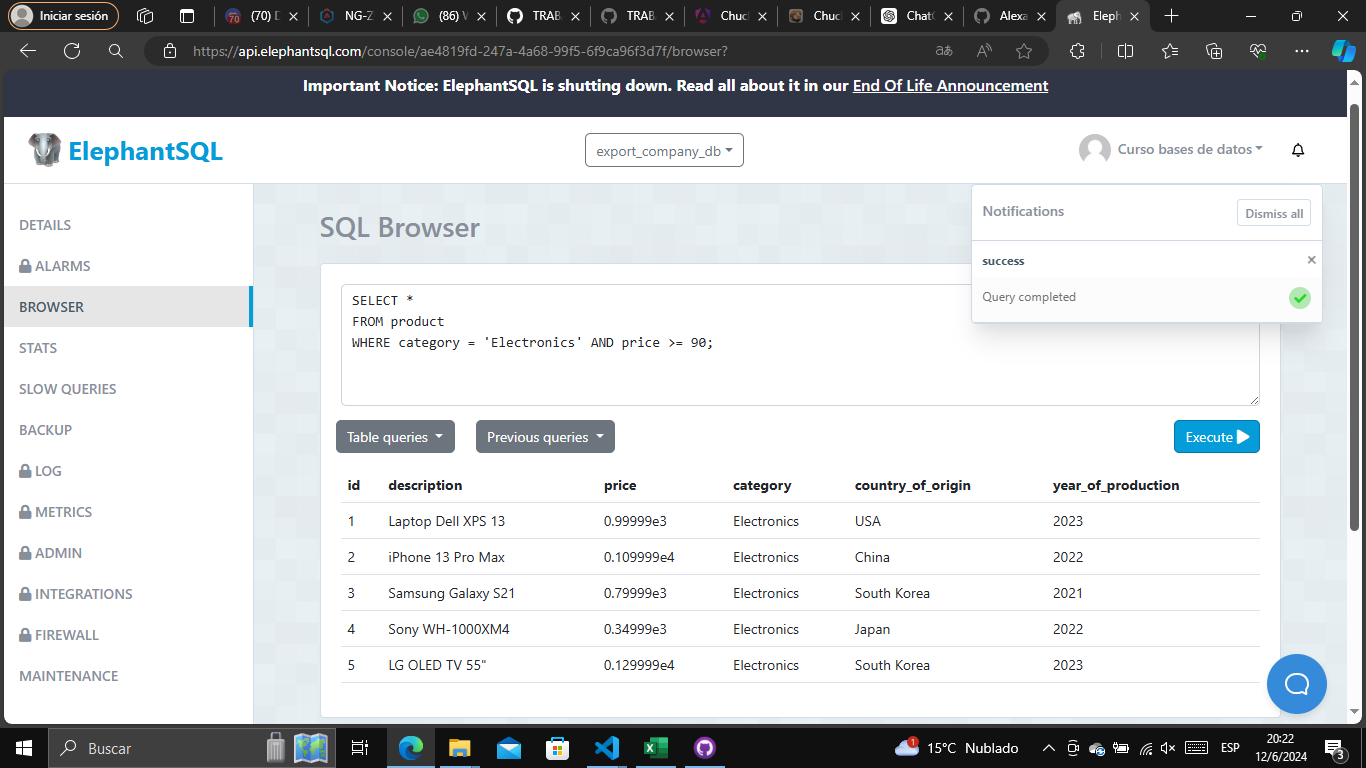 Iniciar sesión
70
(70) D
NG-Z
(86) V
TRAB
TRAB
Chuc
Chuc
ChatG
Alexa
Eleph
https://api.elephantsql.com/console/ae4819fd-247a-4a68-99f5-6f9ca96f3d7f/browser?
Important Notice: ElephantSQL is shutting down. Read all about it in our End Of Life Announcement
ElephantSQL
export_company_db
Curso bases de datos
DETAILS
ALARMS
BROWSER
STATS
SLOW QUERIES
BACKUP
LOG
METRICS
ADMIN
INTEGRATIONS
FIREWALL
MAINTENANCE
SQL Browser
Notifications
Dismiss all
success
Query completed
SELECT *
FROM product
WHERE category = 'Electronics' AND price >= 90;
Table queries
Previous queries
Execute
id description price category country_of_origin year_of_production
1 Laptop Dell XPS 13 0.99999e3 Electronics USA 2023
2 iPhone 13 Pro Max 0.109999e4 Electronics China 2022
3 Samsung Galaxy S21 0.79999e3 Electronics South Korea 2021
4 Sony WH-1000XM4 0.34999e3 Electronics Japan 2022
5 LG OLED TV 55" 0.129999e4 Electronics South Korea 2023
Buscar
1
15°C Nublado
ESP
20:22
12/6/2024
3